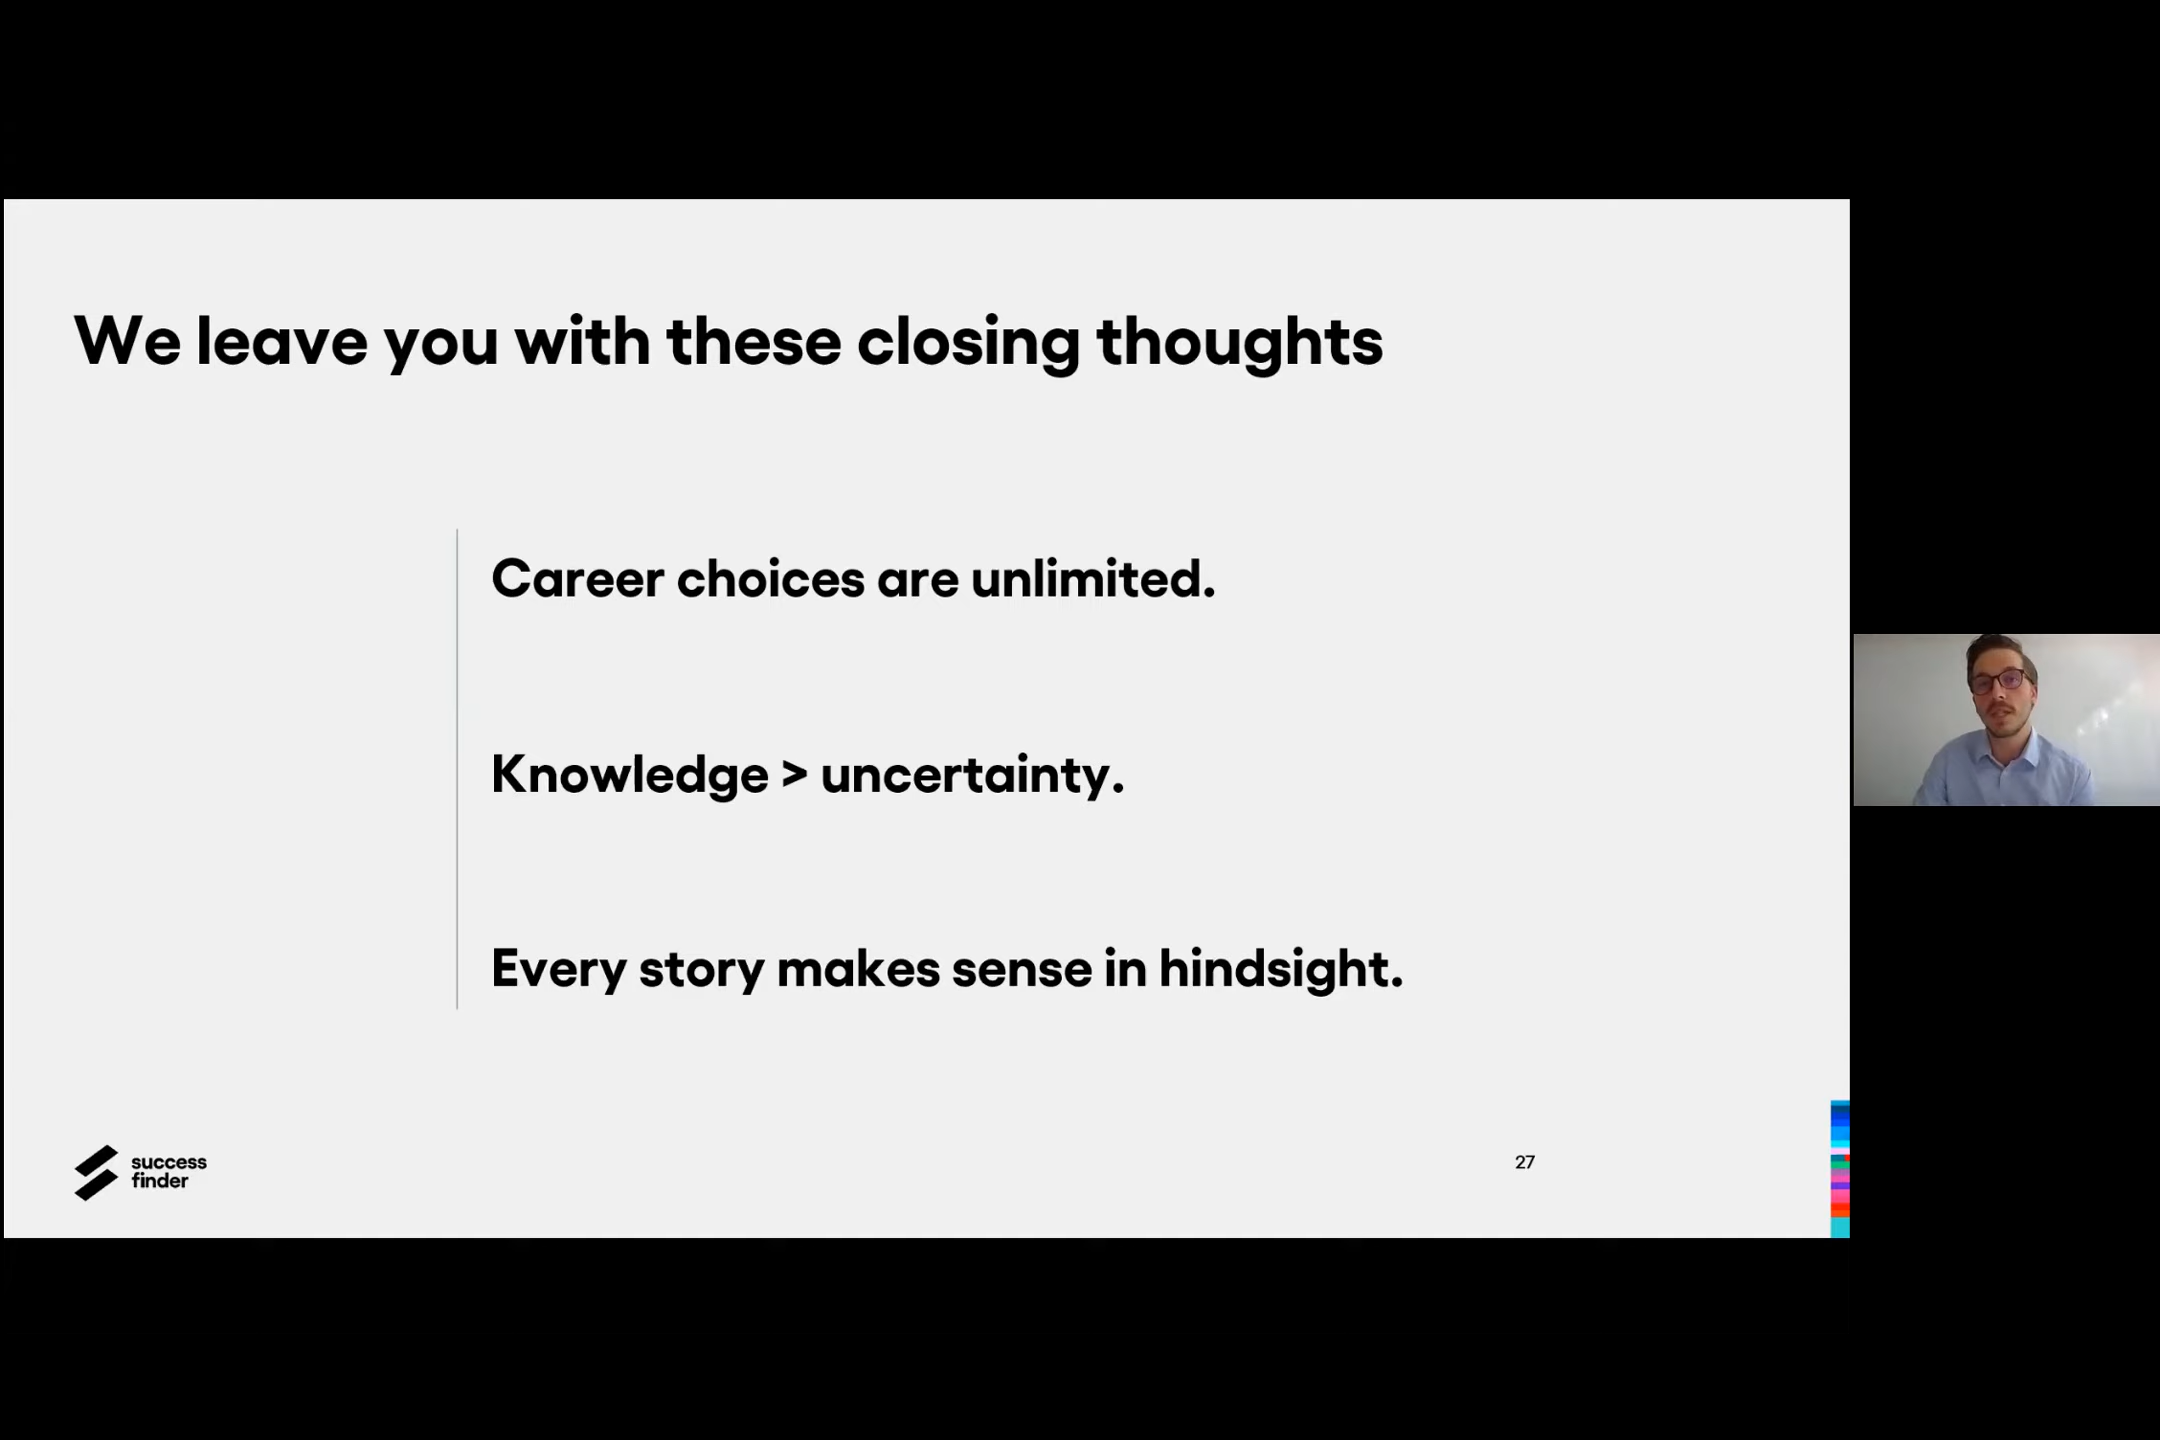 We leave you with these closing thoughts
Career choices are unlimited.
Knowledge > uncertainty.
Every story makes sense in hindsight.
success
finder
27